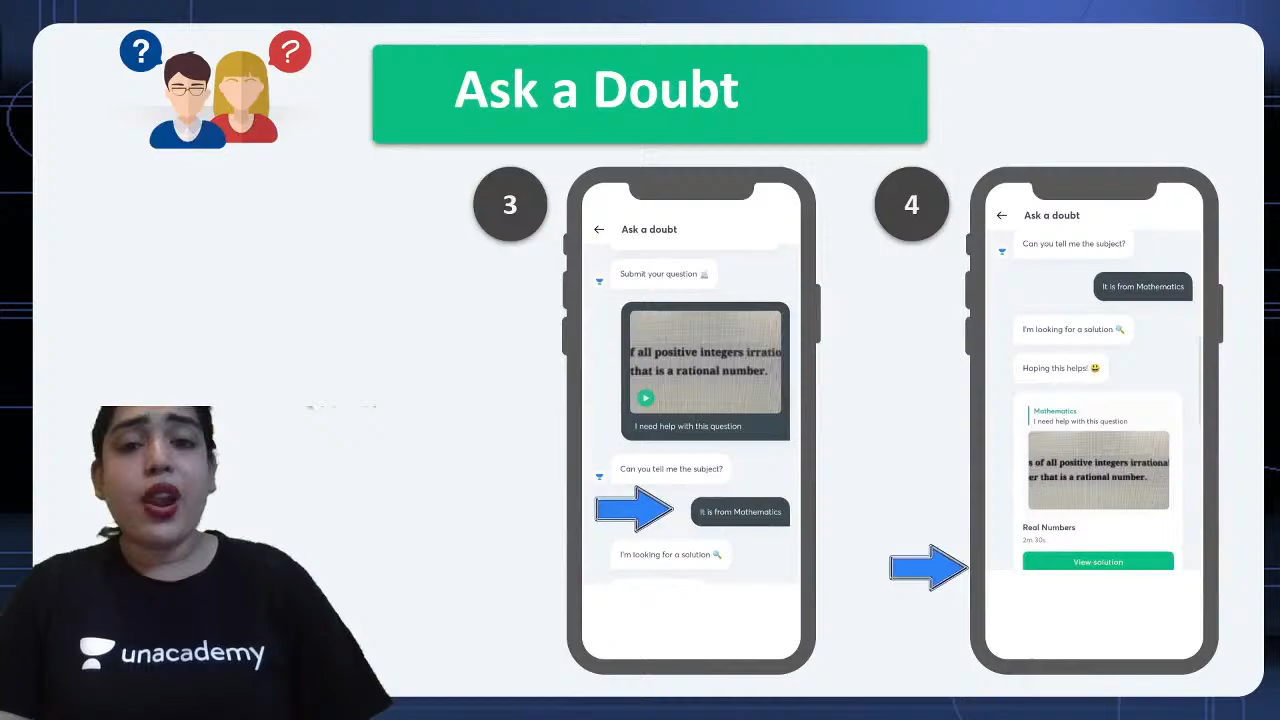 ? ?
Ask a Doubt
3
Ask a doubt
Submit your question
f all positive integers irratio
that is a rational number.
I need help with this question
Can you tell me the subject?
It is from Mathematics
I'm looking for a solution
4
Ask a doubt
Can you tell me the subject?
It is from Mathematics
I'm looking for a solution
Hoping this helps!
Mathematics
I need help with this question
s of all positive integers irrational
er that is a rational number.
Real Numbers
2m 30s
View solution
unacademy